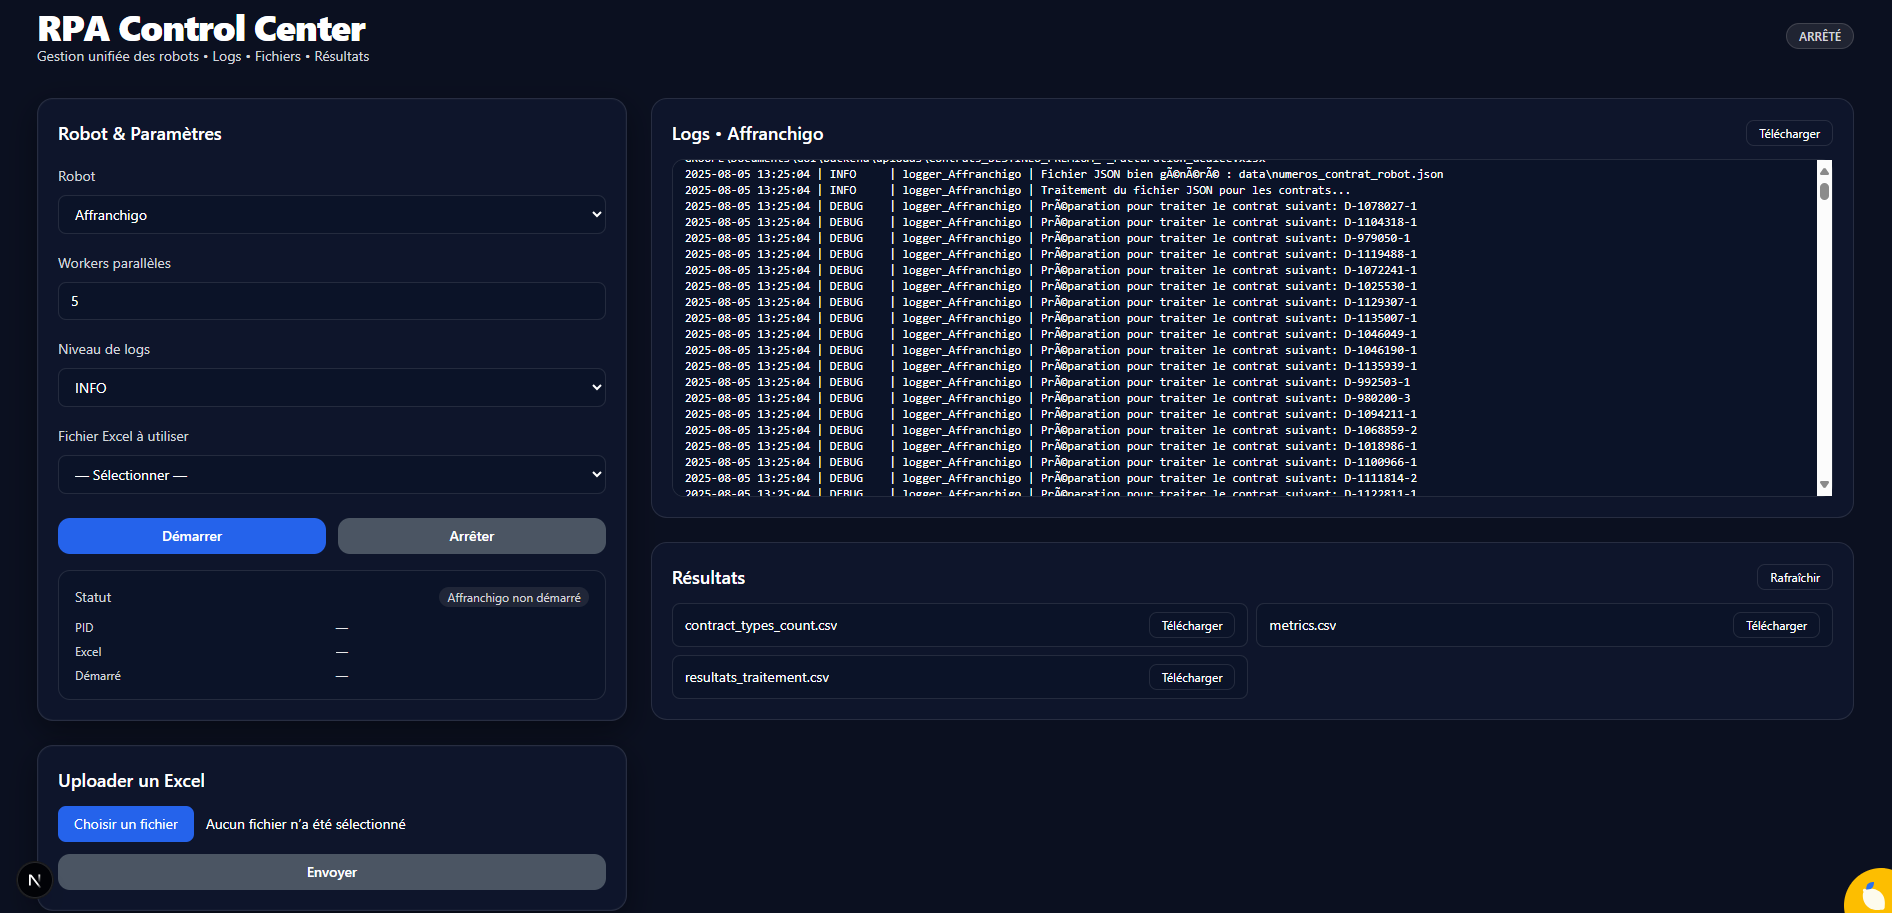 RPA Control Center
Gestion unifiée des robots • Logs • Fichiers • Résultats
ARRÊTÉ
Robot & Paramètres
Robot
Affranchigo
Workers parallèles
5
Niveau de logs
INFO
Fichier Excel à utiliser
— Sélectionner —
Démarrer
Arrêter
Statut
Affranchigo non démarré
PID —
Excel —
Démarré —
Uploader un Excel
Choisir un fichier
Aucun fichier n’a été sélectionné
Envoyer
N
Logs • Affranchigo
Télécharger
2025-08-05 13:25:04 | INFO | logger_Affranchigo | Fichier JSON bien gÃ©nÃ©rÃ© : data\numeros_contrat_robot.json
2025-08-05 13:25:04 | INFO | logger_Affranchigo | Traitement du fichier JSON pour les contrats...
2025-08-05 13:25:04 | DEBUG | logger_Affranchigo | PrÃ©paration pour traiter le contrat suivant: D-1078027-1
2025-08-05 13:25:04 | DEBUG | logger_Affranchigo | PrÃ©paration pour traiter le contrat suivant: D-1104318-1
2025-08-05 13:25:04 | DEBUG | logger_Affranchigo | PrÃ©paration pour traiter le contrat suivant: D-979050-1
2025-08-05 13:25:04 | DEBUG | logger_Affranchigo | PrÃ©paration pour traiter le contrat suivant: D-1119488-1
2025-08-05 13:25:04 | DEBUG | logger_Affranchigo | PrÃ©paration pour traiter le contrat suivant: D-1072241-1
2025-08-05 13:25:04 | DEBUG | logger_Affranchigo | PrÃ©paration pour traiter le contrat suivant: D-1025530-1
2025-08-05 13:25:04 | DEBUG | logger_Affranchigo | PrÃ©paration pour traiter le contrat suivant: D-1129307-1
2025-08-05 13:25:04 | DEBUG | logger_Affranchigo | PrÃ©paration pour traiter le contrat suivant: D-1135007-1
2025-08-05 13:25:04 | DEBUG | logger_Affranchigo | PrÃ©paration pour traiter le contrat suivant: D-1046049-1
2025-08-05 13:25:04 | DEBUG | logger_Affranchigo | PrÃ©paration pour traiter le contrat suivant: D-1046190-1
2025-08-05 13:25:04 | DEBUG | logger_Affranchigo | PrÃ©paration pour traiter le contrat suivant: D-1135939-1
2025-08-05 13:25:04 | DEBUG | logger_Affranchigo | PrÃ©paration pour traiter le contrat suivant: D-992503-1
2025-08-05 13:25:04 | DEBUG | logger_Affranchigo | PrÃ©paration pour traiter le contrat suivant: D-980200-3
2025-08-05 13:25:04 | DEBUG | logger_Affranchigo | PrÃ©paration pour traiter le contrat suivant: D-1094211-1
2025-08-05 13:25:04 | DEBUG | logger_Affranchigo | PrÃ©paration pour traiter le contrat suivant: D-1068859-2
2025-08-05 13:25:04 | DEBUG | logger_Affranchigo | PrÃ©paration pour traiter le contrat suivant: D-1018986-1
2025-08-05 13:25:04 | DEBUG | logger_Affranchigo | PrÃ©paration pour traiter le contrat suivant: D-1100966-1
2025-08-05 13:25:04 | DEBUG | logger_Affranchigo | PrÃ©paration pour traiter le contrat suivant: D-1111814-2
2025-08-05 13:25:04 | DEBUG | logger_Affranchigo | PrÃ©paration pour traiter le contrat suivant: D-1122811-1
Résultats
Rafraîchir
contract_types_count.csv
Télécharger
metrics.csv
Télécharger
resultats_traitement.csv
Télécharger